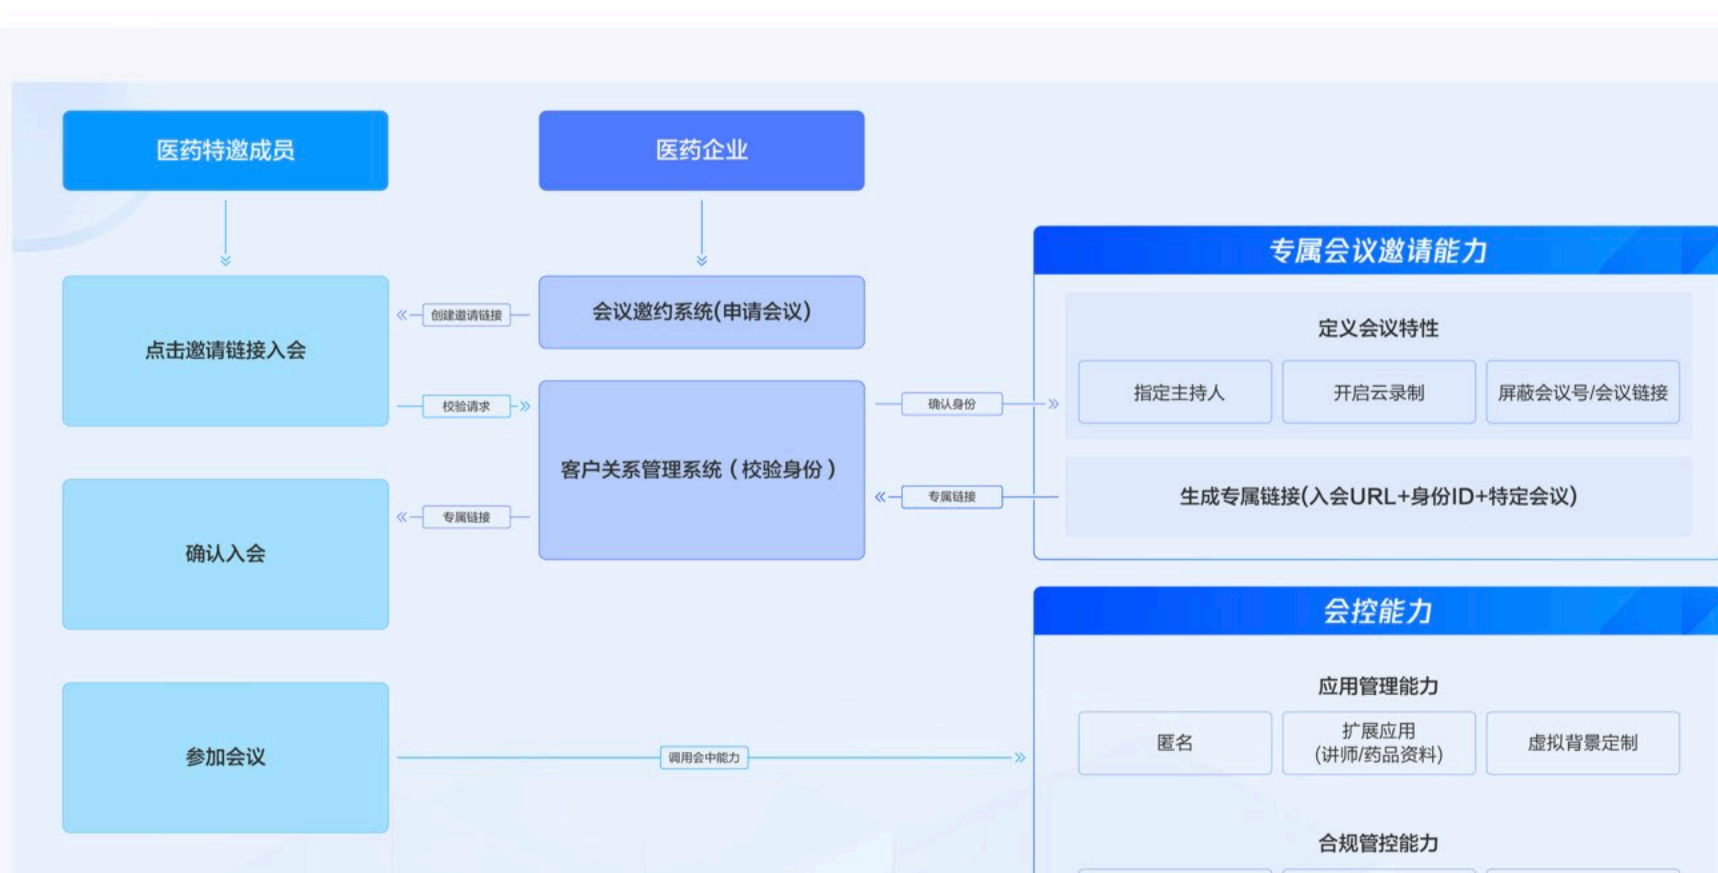 医药特邀成员
医药企业
专属会议邀请能力
点击邀请链接入会
创建邀请链接
会议邀约系统(申请会议)
定义会议特性
指定主持人
开启云录制
屏蔽会议号/会议链接
校验请求
确认身份
客户关系管理系统（校验身份）
专属链接
生成专属链接(入会URL+身份ID+特定会议)
专属链接
确认入会
会控能力
应用管理能力
匿名
扩展应用
(讲师/药品资料)
虚拟背景定制
参加会议
调用会中能力
合规管控能力